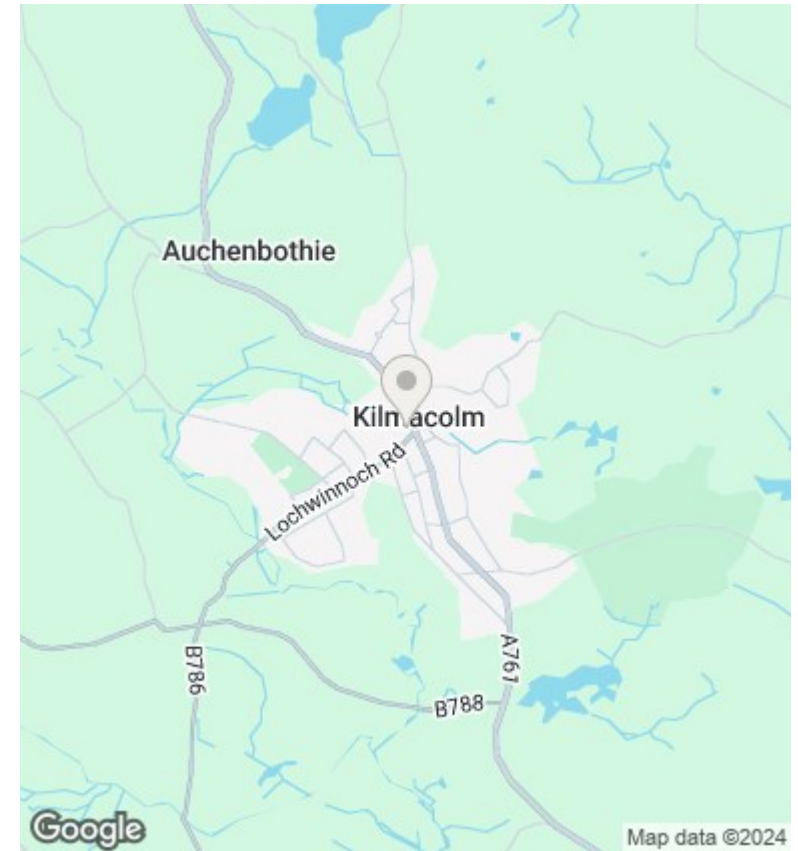 Auchenbothie
Kilmacolm
Lochwinnoch Rd
B786
A761
B788
Google
Map data ©2024